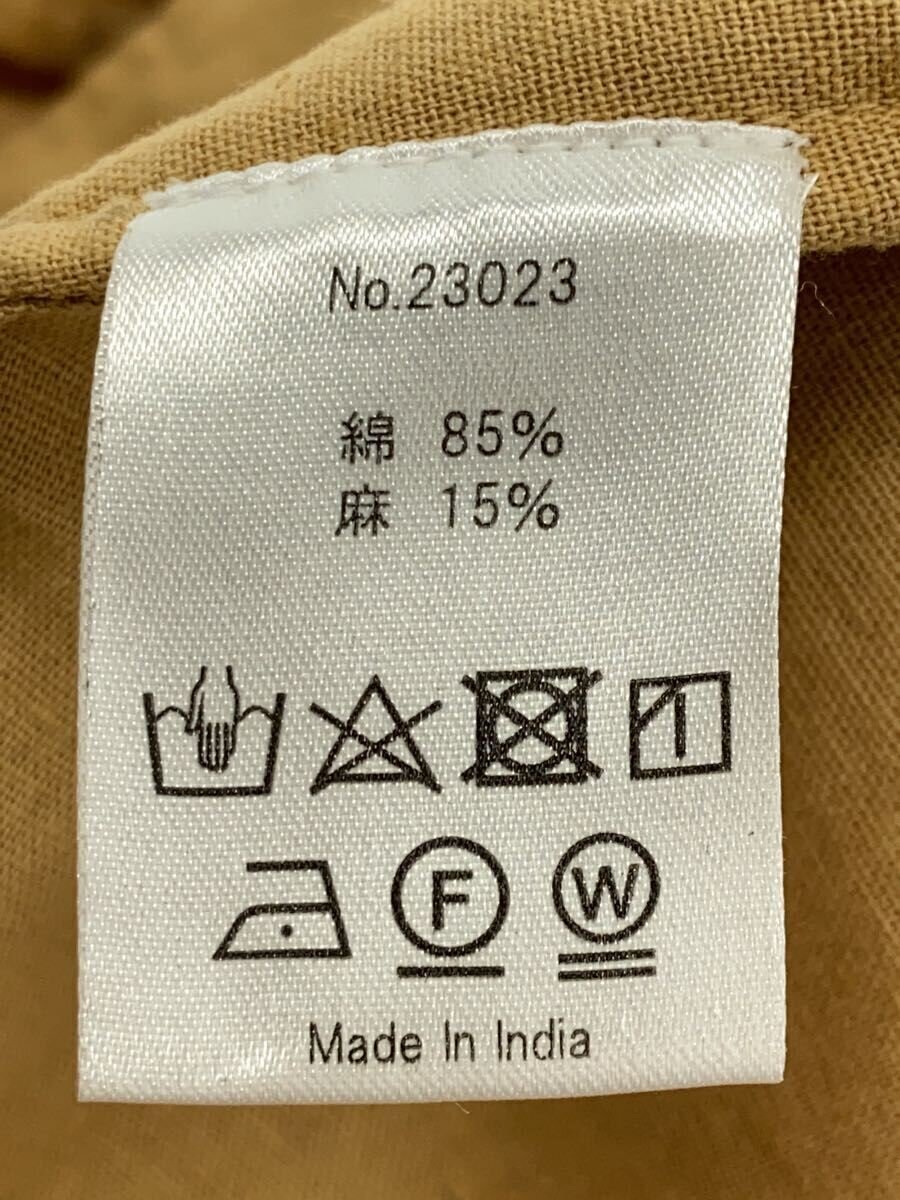 No.23023
綿 85%
麻 15%
F W
Made In India